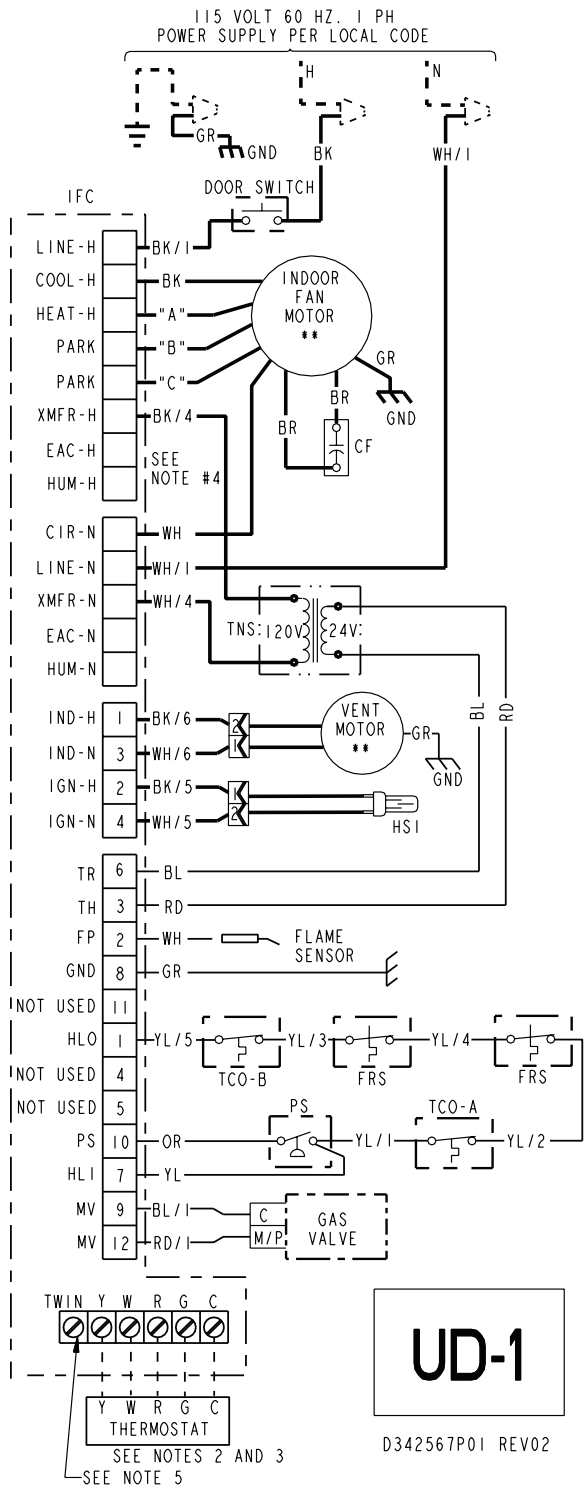 115 VOLT 60 HZ. 1 PH
POWER SUPPLY PER LOCAL CODE
H
N
GR
GND
BK
WH/1
DOOR SWITCH
IFC
LINE-H
BK/1
COOL-H
BK
HEAT-H
"A"
PARK
"B"
PARK
"C"
INDOOR
FAN
MOTOR
**
GR
GND
BR
BR
CF
XMFR-H
BK/4
EAC-H
HUM-H
SEE
NOTE #4
CIR-N
WH
LINE-N
WH/1
XMFR-N
WH/4
EAC-N
HUM-N
TNS:
120V
24V:
BL
RD
IND-H
1
BK/6
2
IND-N
3
WH/6
1
VENT
MOTOR
**
GR
GND
IGN-H
2
BK/5
1
IGN-N
4
WH/5
2
HSI
TR
6
BL
TH
3
RD
FP
2
WH
FLAME
SENSOR
GND
8
GR
NOT USED
11
HLO
1
YL/5
YL/3
YL/4
TCO-B
FRS
FRS
NOT USED
4
NOT USED
5
PS
TCO-A
PS
10
OR
YL/1
YL/2
HLI
7
YL
MV
9
BL/1
C
MV
12
RD/1
M/P
GAS
VALVE
TWIN Y W R G C
Y W R G C
THERMOSTAT
SEE NOTES 2 AND 3
SEE NOTE 5
UD-1
D342567P01 REV02